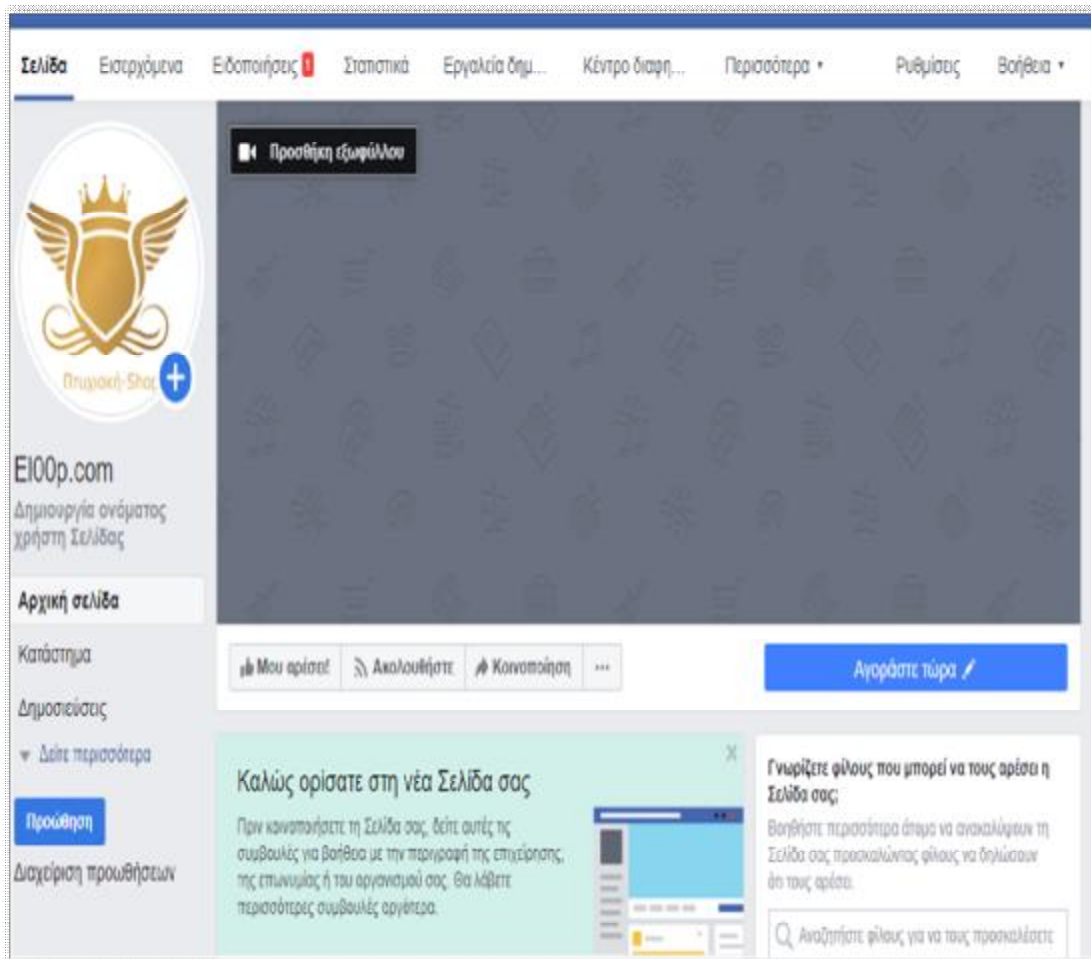 Σελίδα Εισερχόμενα Ειδοποιήσεις 1 Στατιστικά Εργαλεία δημ... Κέντρο διαφη... Περισσότερα Ρυθμίσεις Βοήθεια
Προσθήκη εξωφύλλου
Πτυχιακή-Shop
El00p.com
Δημιουργία ονόματος
χρήστη Σελίδας
Αρχική σελίδα
Κατάστημα
Δημοσιεύσεις
Δείτε περισσότερα
Προώθηση
Διαχείριση προωθήσεων
Μου αρέσει! Ακολουθήστε Κοινοποίηση ...
Αγοράστε τώρα
Καλώς ορίσατε στη νέα Σελίδα σας
Πριν κοινοποιήσετε τη Σελίδα σας, δείτε αυτές τις
συμβουλές για βοήθεια με την περιγραφή της επιχείρησης,
της επωνυμίας ή του οργανισμού σας. Θα λάβετε
περισσότερες συμβουλές αργότερα.
Γνωρίζετε φίλους που μπορεί να τους αρέσει η
Σελίδα σας;
Βοηθήστε περισσότερα άτομα να ανακαλύψουν τη
Σελίδα σας προσκαλώντας φίλους να δηλώσουν
ότι τους αρέσει.
Αναζητήστε φίλους για να τους προσκαλέσετε